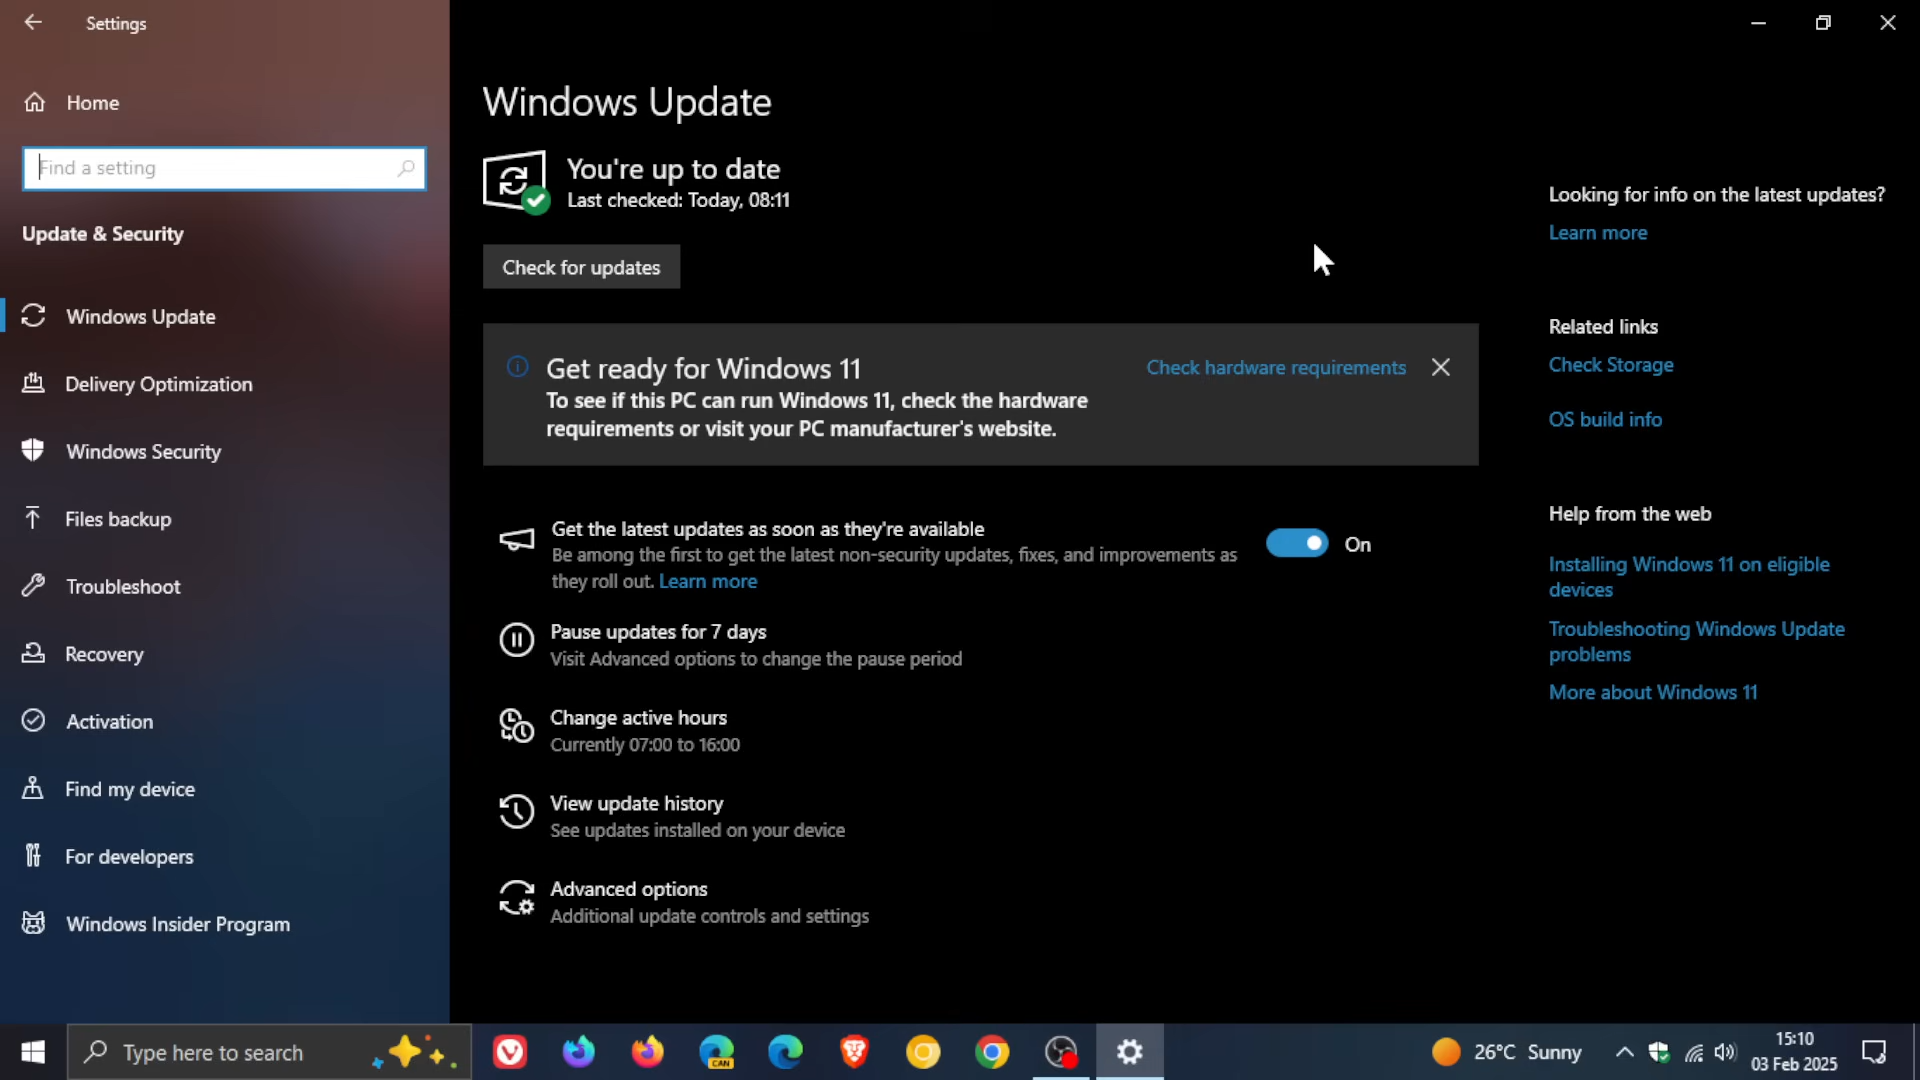 Settings
Home
Find a setting
Update & Security
Windows Update
Delivery Optimization
Windows Security
Files backup
Troubleshoot
Recovery
Activation
Find my device
For developers
Windows Insider Program
Windows Update
You're up to date
Last checked: Today, 08:11
Check for updates
Get ready for Windows 11
Check hardware requirements
To see if this PC can run Windows 11, check the hardware
requirements or visit your PC manufacturer's website.
Get the latest updates as soon as they're available
Be among the first to get the latest non-security updates, fixes, and improvements as
they roll out. Learn more
On
Pause updates for 7 days
Visit Advanced options to change the pause period
Change active hours
Currently 07:00 to 16:00
View update history
See updates installed on your device
Advanced options
Additional update controls and settings
Looking for info on the latest updates?
Learn more
Related links
Check Storage
OS build info
Help from the web
Installing Windows 11 on eligible
devices
Troubleshooting Windows Update
problems
More about Windows 11
Type here to search
CAN
26°C Sunny
15:10
03 Feb 2025